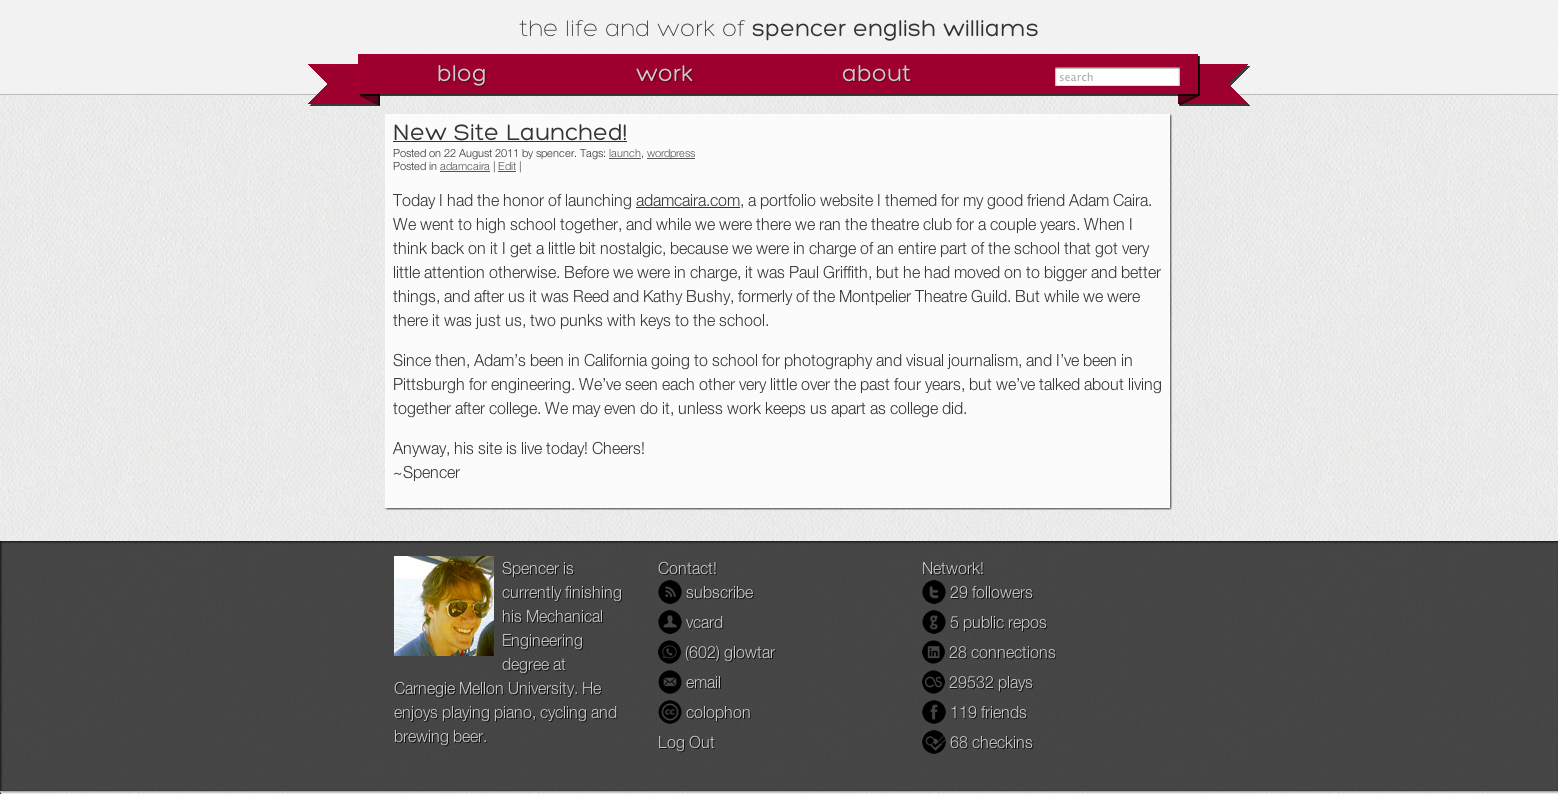 the life and work of spencer english williams
blog work about search
New Site Launched!
Posted on 22 August 2011 by spencer. Tags: launch, wordpress
Posted in adamcaira | Edit |
Today I had the honor of launching adamcaira.com, a portfolio website I themed for my good friend Adam Caira.
We went to high school together, and while we were there we ran the theatre club for a couple years. When I
think back on it I get a little bit nostalgic, because we were in charge of an entire part of the school that got very
little attention otherwise. Before we were in charge, it was Paul Griffith, but he had moved on to bigger and better
things, and after us it was Reed and Kathy Bushy, formerly of the Montpelier Theatre Guild. But while we were
there it was just us, two punks with keys to the school.
Since then, Adam’s been in California going to school for photography and visual journalism, and I’ve been in
Pittsburgh for engineering. We’ve seen each other very little over the past four years, but we’ve talked about living
together after college. We may even do it, unless work keeps us apart as college did.
Anyway, his site is live today! Cheers!
~Spencer
Spencer is
currently finishing
his Mechanical
Engineering
degree at
Carnegie Mellon University. He
enjoys playing piano, cycling and
brewing beer.
Contact!
subscribe
vcard
(602) glowtar
email
colophon
Log Out
Network!
29 followers
5 public repos
28 connections
29532 plays
119 friends
68 checkins